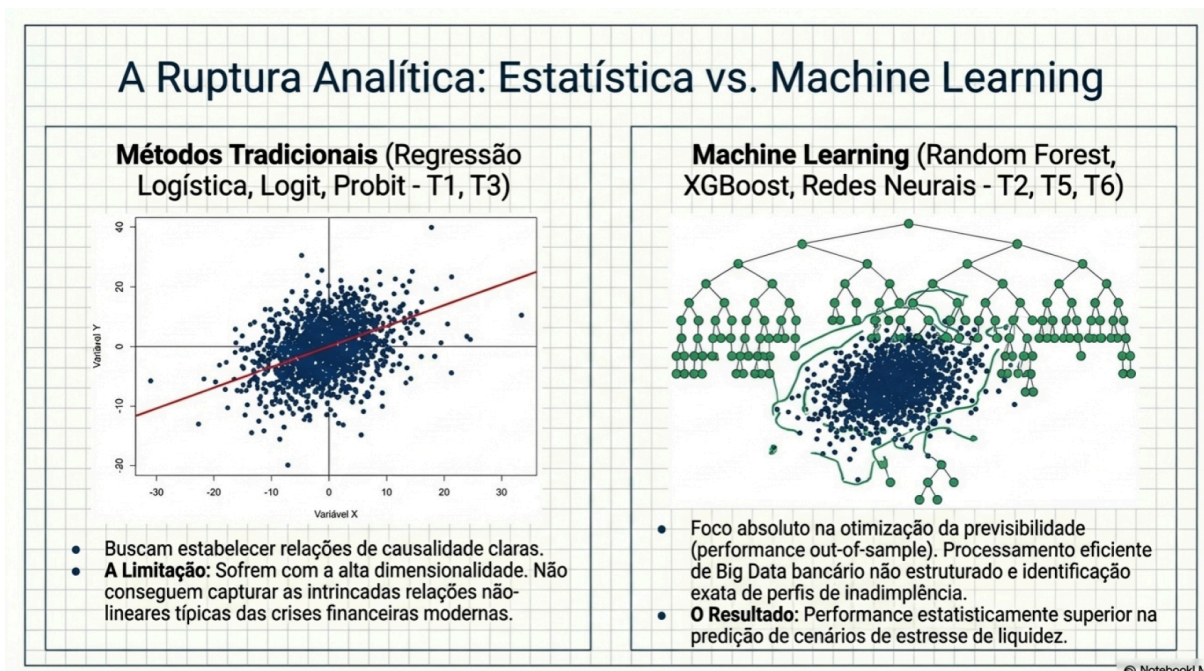 A Ruptura Analítica: Estatística vs. Machine Learning
Métodos Tradicionais (Regressão
Logística, Logit, Probit - T1, T3)
40
20
0
-10
-20
Variável Y
-30
-20
-10
0
10
20
30
Variável X
• Buscam estabelecer relações de causalidade claras.
• A Limitação: Sofrem com a alta dimensionalidade. Não
conseguem capturar as intrincadas relações não-
lineares típicas das crises financeiras modernas.
Machine Learning (Random Forest,
XGBoost, Redes Neurais - T2, T5, T6)
• Foco absoluto na otimização da previsibilidade
(performance out-of-sample). Processamento eficiente
de Big Data bancário não estruturado e identificação
exata de perfis de inadimplência.
• O Resultado: Performance estatisticamente superior na
predição de cenários de estresse de liquidez.